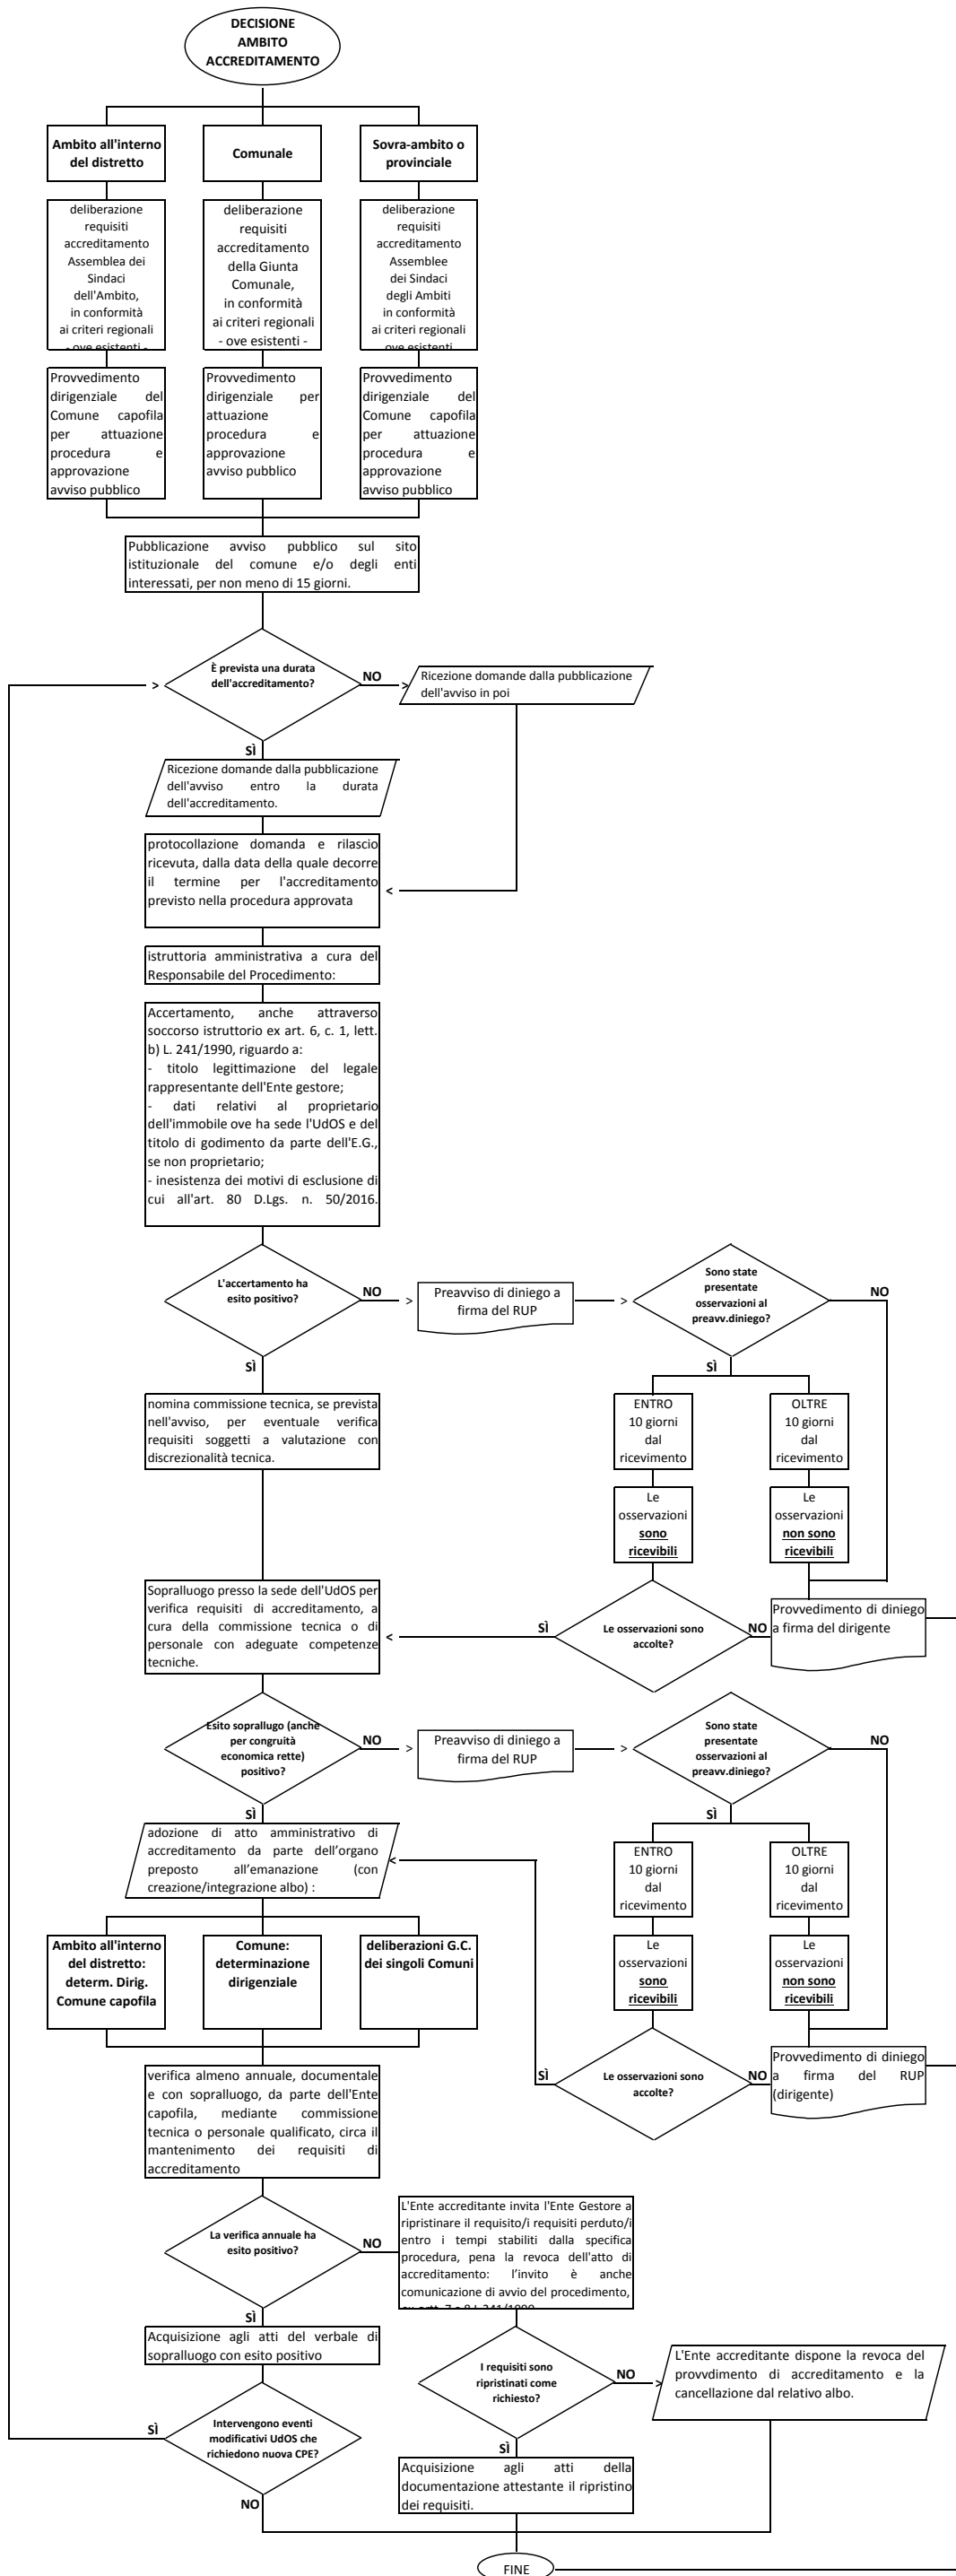 DECISIONE
AMBITO
ACCREDITAMENTO
Ambito all'interno
del distretto
Comunale
Sovra-ambito o
provinciale
deliberazione
requisiti
accreditamento
Assemblea dei
Sindaci
dell'Ambito,
in conformità
ai criteri regionali
- ove esistenti -
deliberazione
requisiti
accreditamento
della Giunta
Comunale,
in conformità
ai criteri regionali
- ove esistenti -
deliberazione
requisiti
accreditamento
Assemblee
dei Sindaci
degli Ambiti
in conformità
ai criteri regionali
ove esistenti
Provvedimento
dirigenziale del
Comune capofila
per attuazione
procedura e
approvazione
avviso pubblico
Provvedimento
dirigenziale per
attuazione
procedura e
approvazione
avviso pubblico
Provvedimento
dirigenziale del
Comune capofila
per attuazione
procedura e
approvazione
avviso pubblico
Pubblicazione avviso pubblico sul sito
istituzionale del comune e/o degli enti
interessati, per non meno di 15 giorni.
>
È prevista una durata
dell'accreditamento?
NO
>
Ricezione domande dalla pubblicazione
dell'avviso in poi
SÌ
Ricezione domande dalla pubblicazione
dell'avviso entro la durata
dell'accreditamento.
protocollazione domanda e rilascio
ricevuta, dalla data della quale decorre
il termine per l'accreditamento
previsto nella procedura approvata
<
istruttoria amministrativa a cura del
Responsabile del Procedimento:
Accertamento, anche attraverso
soccorso istruttorio ex art. 6, c. 1, lett.
b) L. 241/1990, riguardo a:
- titolo legittimazione del legale
rappresentante dell'Ente gestore;
- dati relativi al proprietario
dell'immobile ove ha sede l'UdOS e del
titolo di godimento da parte dell'E.G.,
se non proprietario;
- inesistenza dei motivi di esclusione di
cui all'art. 80 D.Lgs. n. 50/2016.
L'accertamento ha
esito positivo?
NO
>
Preavviso di diniego a
firma del RUP
>
Sono state
presentate
osservazioni al
preavv.diniego?
NO
SÌ
SÌ
nomina commissione tecnica, se prevista
nell'avviso, per eventuale verifica
requisiti soggetti a valutazione con
discrezionalità tecnica.
ENTRO
10 giorni
dal
ricevimento
OLTRE
10 giorni
dal
ricevimento
Le
osservazioni
sono
ricevibili
Le
osservazioni
non sono
ricevibili
Sopralluogo presso la sede dell'UdOS per
verifica requisiti di accreditamento, a
cura della commissione tecnica o di
personale con adeguate competenze
tecniche.
<
SÌ
Le osservazioni sono
accolte?
NO
Provvedimento di diniego
a firma del dirigente
Esito soprallugo (anche
per congruità
economica rette)
positivo?
NO
>
Preavviso di diniego a
firma del RUP
>
Sono state
presentate
osservazioni al
preavv.diniego?
NO
SÌ
SÌ
adozione di atto amministrativo di
accreditamento da parte dell'organo
preposto all'emanazione (con
creazione/integrazione albo) :
<
ENTRO
10 giorni
dal
ricevimento
OLTRE
10 giorni
dal
ricevimento
Ambito all'interno
del distretto:
determ. Dirig.
Comune capofila
Comune:
determinazione
dirigenziale
deliberazioni G.C.
dei singoli Comuni
Le
osservazioni
sono
ricevibili
Le
osservazioni
non sono
ricevibili
verifica almeno annuale, documentale
e con sopralluogo, da parte dell'Ente
capofila, mediante commissione
tecnica o personale qualificato, circa il
mantenimento dei requisiti di
accreditamento
SÌ
Le osservazioni sono
accolte?
NO
Provvedimento di diniego
a firma del RUP
(dirigente)
La verifica annuale ha
esito positivo?
NO
L'Ente accreditante invita l'Ente Gestore a
ripristinare il requisito/i requisiti perduto/i
entro i tempi stabiliti dalla specifica
procedura, pena la revoca dell'atto di
accreditamento: l'invito è anche
comunicazione di avvio del procedimento,
ex artt. 7 e 8 L.241/1990
SÌ
Acquisizione agli atti del verbale di
sopralluogo con esito positivo
I requisiti sono
ripristinati come
richiesto?
NO
>
L'Ente accreditante dispone la revoca del
provvdimento di accreditamento e la
cancellazione dal relativo albo.
SÌ
Intervengono eventi
modificativi UdOS che
richiedono nuova CPE?
SÌ
Acquisizione agli atti della
documentazione attestante il ripristino
dei requisiti.
NO
FINE